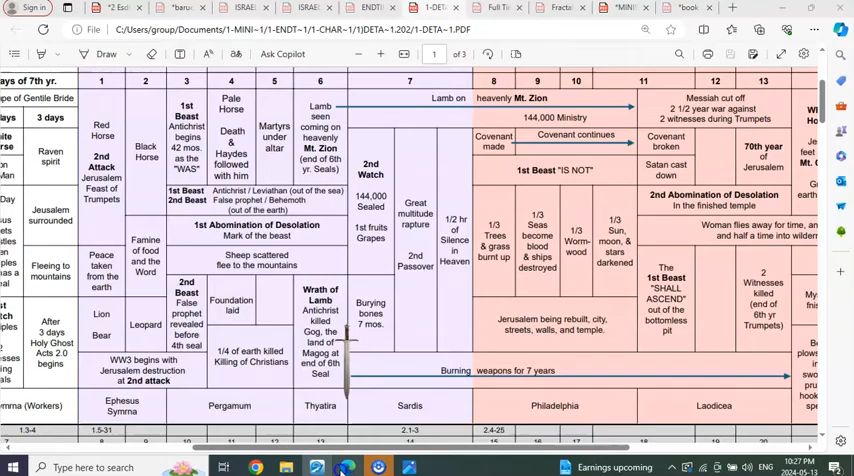 Sign in
*2 Esd
*baruc
ISRAEL
ISRAEL
ENDTI
1-DETA
Full Tim
Fractal
*MINIS
*book
File
C:/Users/group/Documents/1-MINI~1/1-ENDT~1/1-CHAR~1)DETA~1.202/1-DETA~1.PDF
Draw
Ask Copilot
1
of 3
ays of 7th yr.
1
2
3
4
5
6
7
8
9
10
11
12
13
pe of Gentile Bride
3 days
Raven
spirit
Jerusalem
surrounded
Fleeing to
mountains
After
3 days
Holy Ghost
Acts 2.0
begins
rna (Workers)
Red
Horse
2nd
Attack
Jerusalem
Feast of
Trumpets
Peace
taken
from the
earth
Lion
Bear
Black
Horse
Famine
of food
and the
Word
Leopard
WW3 begins with
Jerusalem destruction
at 2nd attack
Ephesus
Symrna
1st
Beast
Antichrist
begins
42 mos.
as the
"WAS"
Pale
Horse
Death
&
Haydes
followed
with him
Martyrs
under
altar
Lamb
seen
coming on
heavenly
Mt. Zion
(end of 6th
yr. Seals)
1st Beast Antichrist / Leviathan (out of the sea)
2nd Beast False prophet / Behemoth
(out of the earth)
1st Abomination of Desolation
Mark of the beast
Sheep scattered
flee to the mountains
2nd
Beast
False
prophet
revealed
before
4th seal
Foundation
laid
1/4 of earth killed
Killing of Christians
Wrath of
Lamb
Antichrist
killed
Gog, the
land of
Magog at
end of 6th
Seal
Pergamum
Thyatira
Lamb on heavenly Mt. Zion
144,000 Ministry
2nd
Watch
144,000
Sealed
1st fruits
Grapes
Burying
bones
7 mos.
Great
multitude
rapture
2nd
Passover
1/2 hr
of
Silence
in
Heaven
Covenant
made
Covenant continues
1st Beast "IS NOT"
1/3
Trees
& grass
burnt up
1/3
Seas
become
blood
& ships
destroyed
1/3
Worm-
wood
1/3
Sun,
moon, &
stars
darkened
Jerusalem being rebuilt, city,
streets, walls, and temple.
Burning weapons for 7 years
Sardis
Philadelphia
Laodicea
Messiah cut off
2 1/2 year war against
2 witnesses during Trumpets
Covenant
broken
Satan cast
down
70th year
of
Jerusalem
2nd Abomination of Desolation
In the finished temple
Woman flies away for time, an
and half a time into wilder
The
1st Beast
"SHALL
ASCEND"
out of the
bottomless
pit
2
Witnesses
killed
(end of
6th yr
Trumpets)
1.3-4
1.5-31
2.1-3
2.4-25
Type here to search
Earnings upcoming
10:27 PM
2024-05-13